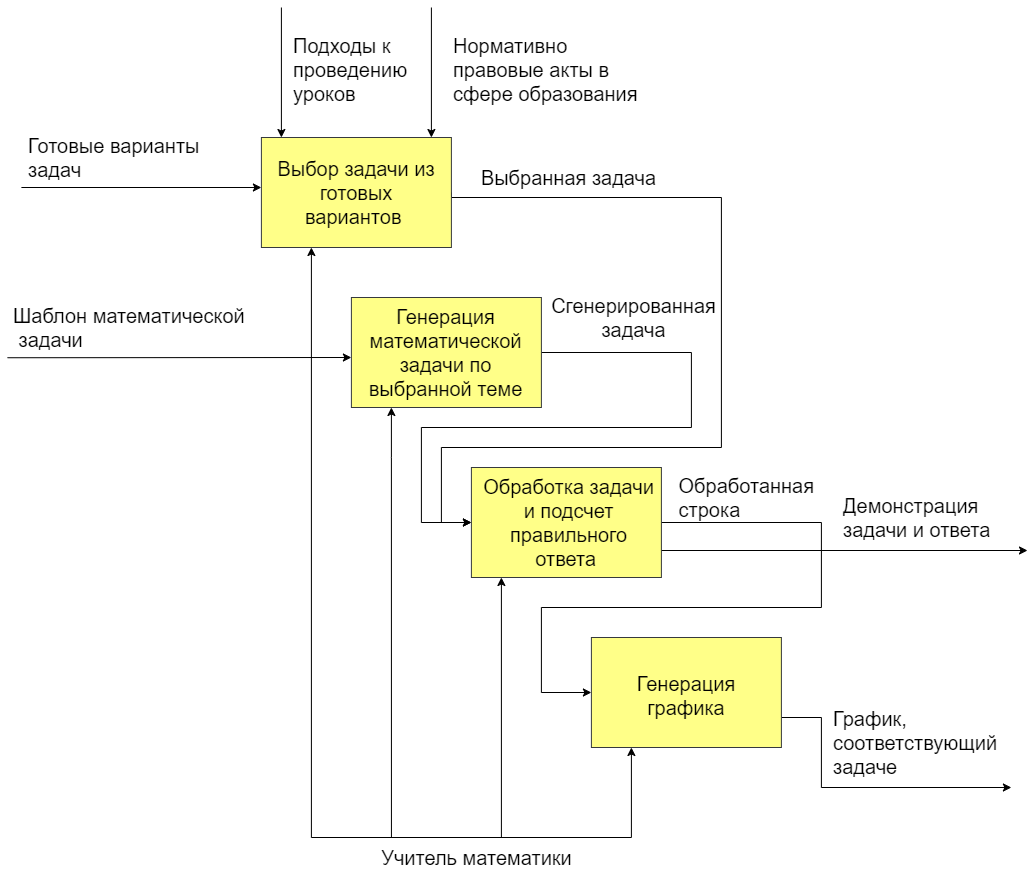 Подходы к
проведению
уроков
Нормативно
правовые акты в
сфере образования
Готовые варианты
задач
Выбор задачи из
готовых
вариантов
Выбранная задача
Шаблон математической
задачи
Генерация
математической
задачи по
выбранной теме
Сгенерированная
задача
Обработка задачи
и подсчет
правильного
ответа
Обработанная
строка
Демонстрация
задачи и ответа
Генерация
графика
График,
соответствующий
задаче
Учитель математики